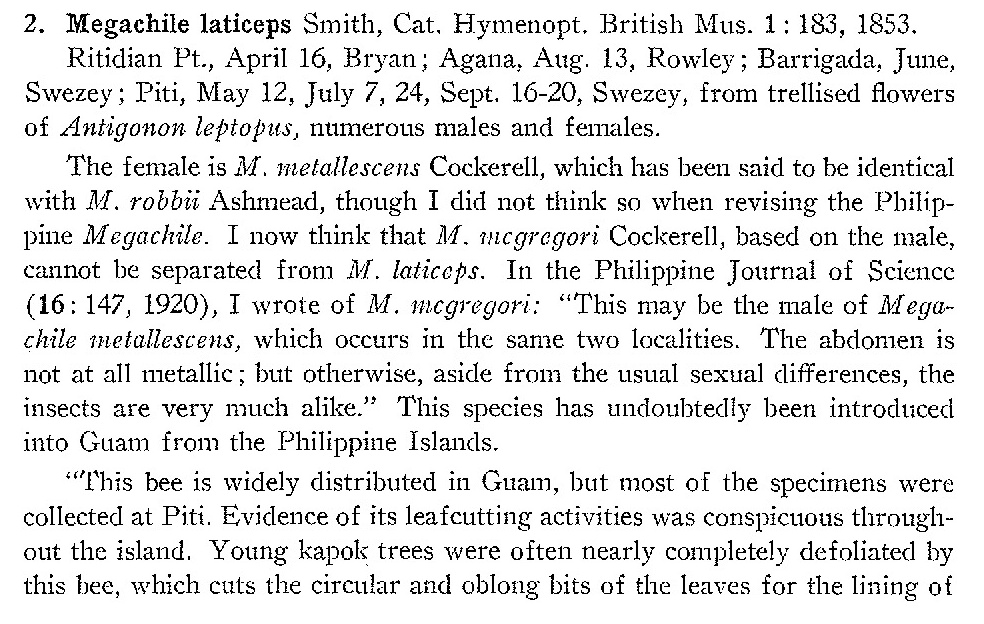 2. Megachile laticeps Smith, Cat. Hymenopt. British Mus. 1: 183, 1853.
Ritidian Pt., April 16, Bryan; Agana, Aug. 13, Rowley; Barrigada, June,
Swezey; Piti, May 12, July 7, 24, Sept. 16-20, Swezey, from trellised flowers
of Antigonon leptopus, numerous males and females.
The female is M. metallescens Cockerell, which has been said to be identical
with M. robbii Ashmead, though I did not think so when revising the Philip-
pine Megachile. I now think that M. mcgregori Cockerell, based on the male,
cannot be separated from M. laticeps. In the Philippine Journal of Science
(16: 147, 1920), I wrote of M. mcgregori: “This may be the male of Mega-
chile metallescens, which occurs in the same two localities. The abdomen is
not at all metallic; but otherwise, aside from the usual sexual differences, the
insects are very much alike.” This species has undoubtedly been introduced
into Guam from the Philippine Islands.
“This bee is widely distributed in Guam, but most of the specimens were
collected at Piti. Evidence of its leafcutting activities was conspicuous through-
out the island. Young kapok trees were often nearly completely defoliated by
this bee, which cuts the circular and oblong bits of the leaves for the lining of